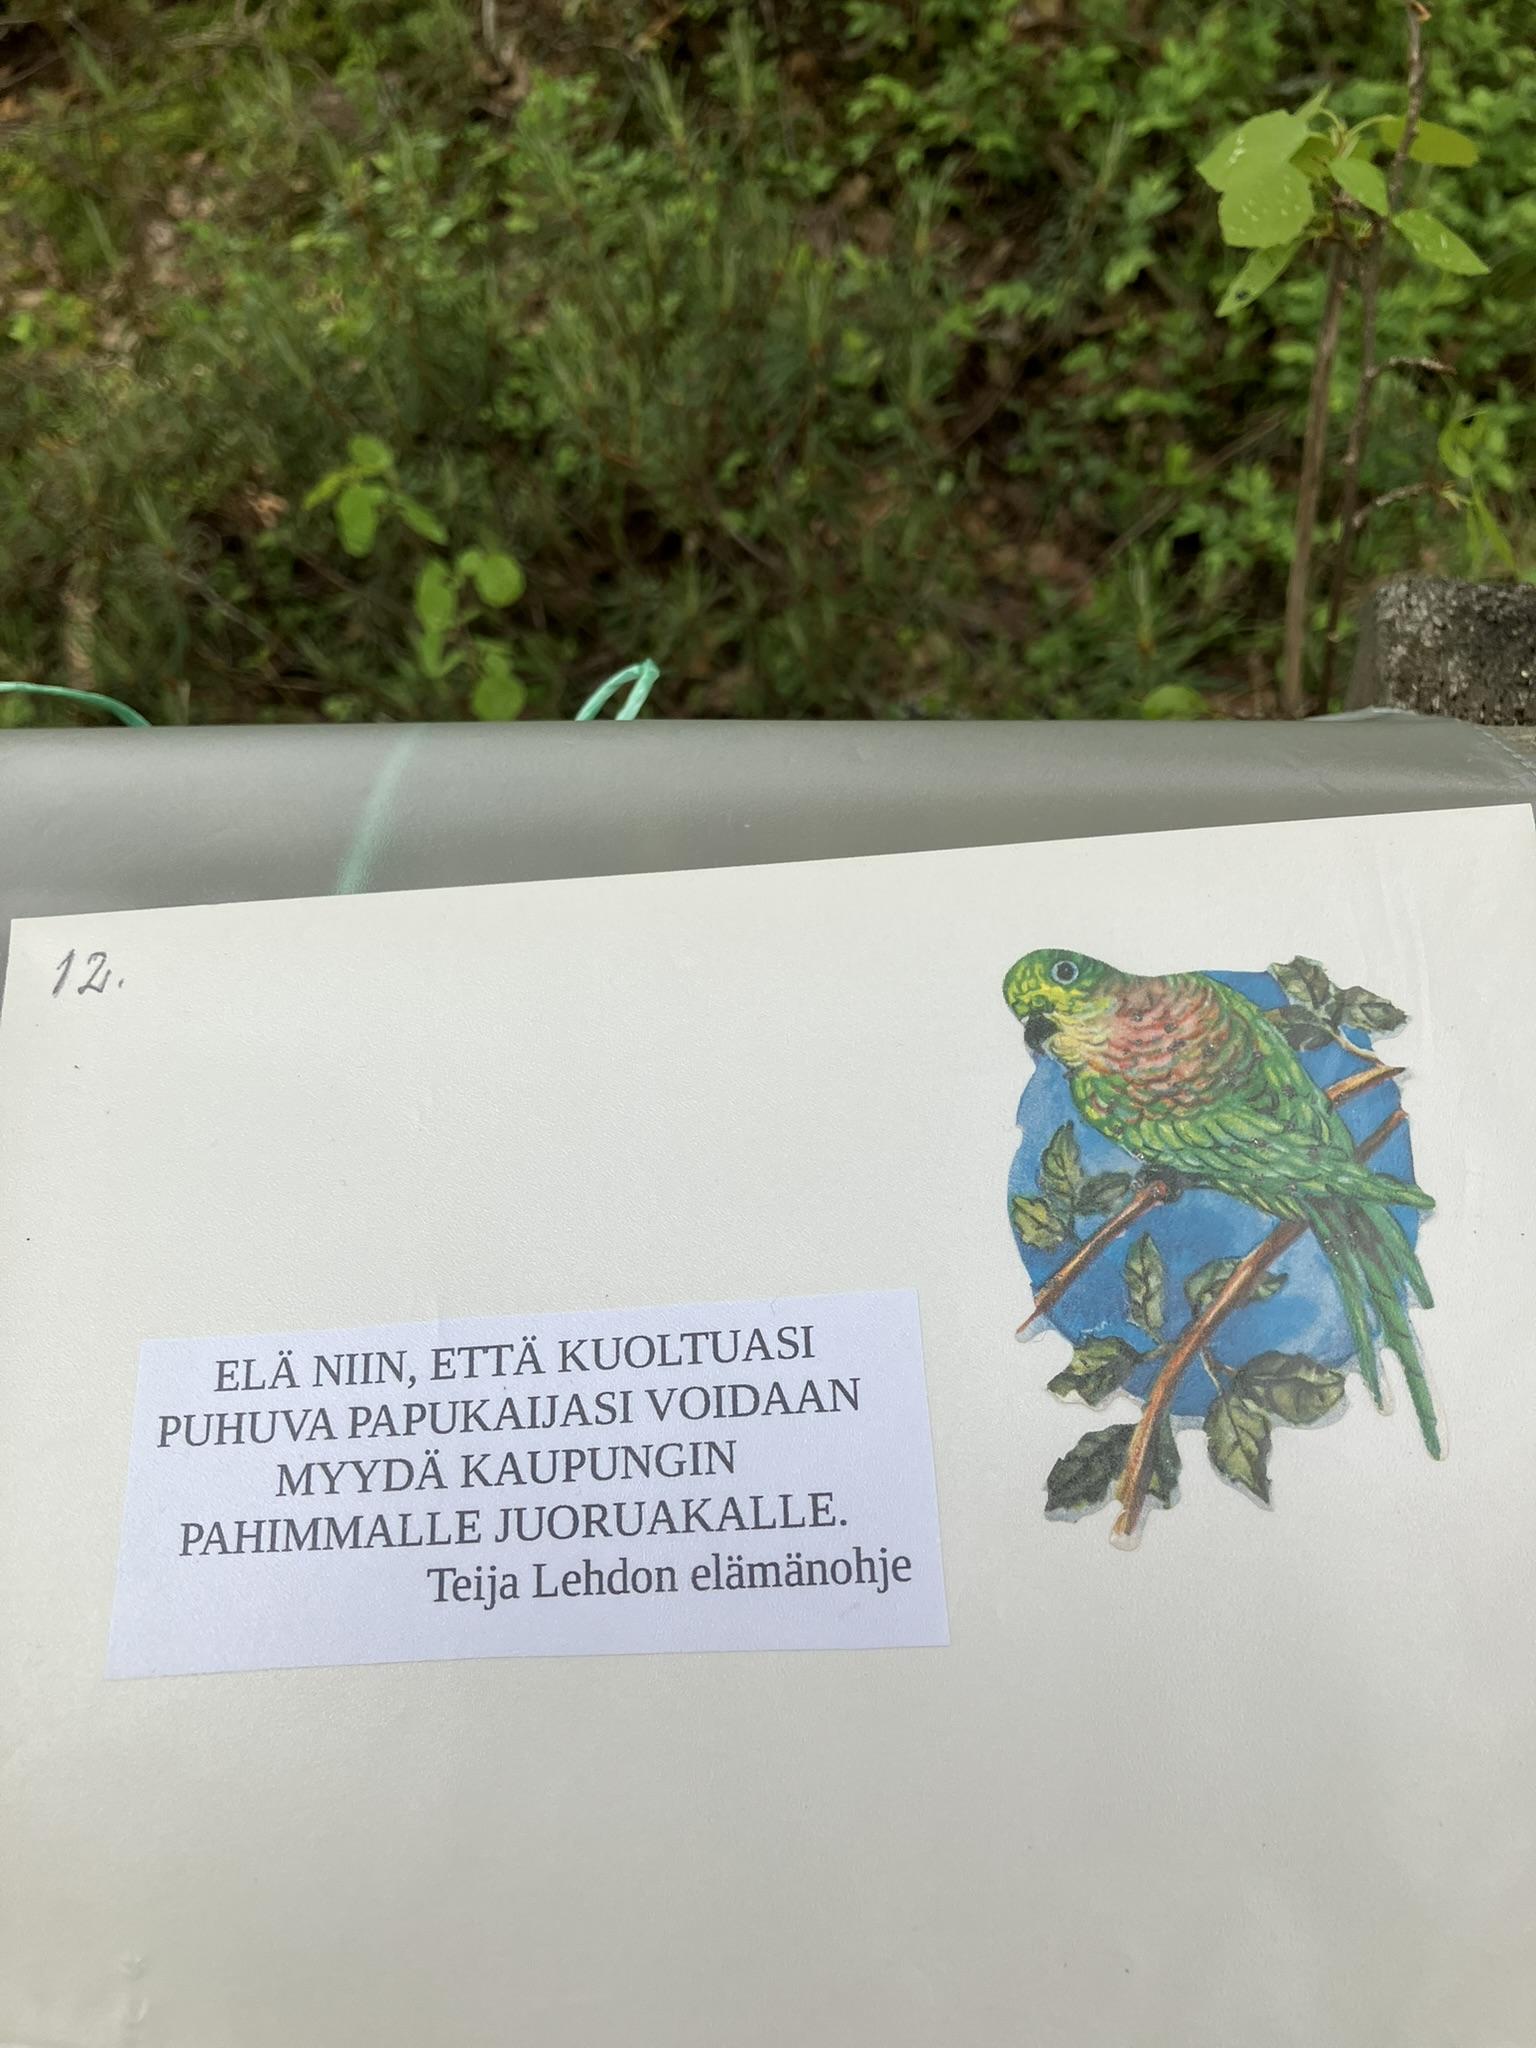 12.
ELÄ NIIN, ETTÄ KUOLTUASI
PUHUVA PAPUKAIJASI VOIDAAN
MYYDÄ KAUPUNGIN
PAHIMMALLE JUORUAKALLE.
Teija Lehdon elämänohje